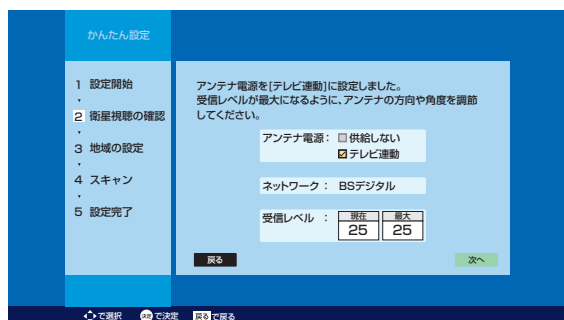 かんたん設定
1 設定開始
・
2 衛星視聴の確認
・
3 地域の設定
・
4 スキャン
・
5 設定完了
アンテナ電源を[テレビ連動]に設定しました。
受信レベルが最大になるように、アンテナの方向や角度を調節
してください。
アンテナ電源： □供給しない
☑テレビ連動
ネットワーク： BSデジタル
受信レベル ： 現在 最大
25 25
戻る 次へ
で選択 決定で決定 戻るで戻る